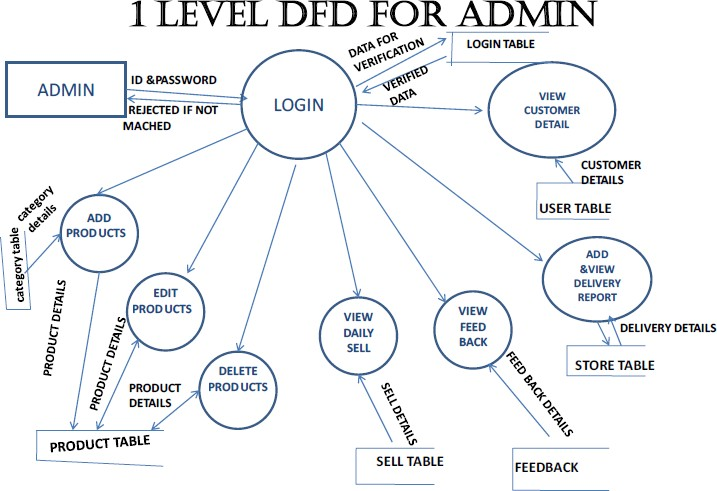 1 LEVEL DFD FOR ADMIN
ADMIN
ID &PASSWORD
REJECTED IF NOT
MACHED
LOGIN
DATA FOR
VERIFICATION
VERIFIED
DATA
LOGIN TABLE
VIEW
CUSTOMER
DETAIL
CUSTOMER
DETAILS
USER TABLE
category
details
category table
ADD
PRODUCTS
EDIT
PRODUCTS
DELETE
PRODUCTS
PRODUCT DETAILS
PRODUCT DETAILS
PRODUCT
DETAILS
PRODUCT TABLE
VIEW
DAILY
SELL
SELL DETAILS
SELL TABLE
VIEW
FEED
BACK
FEED BACK DETAILS
FEEDBACK
ADD
&VIEW
DELIVERY
REPORT
DELIVERY DETAILS
STORE TABLE